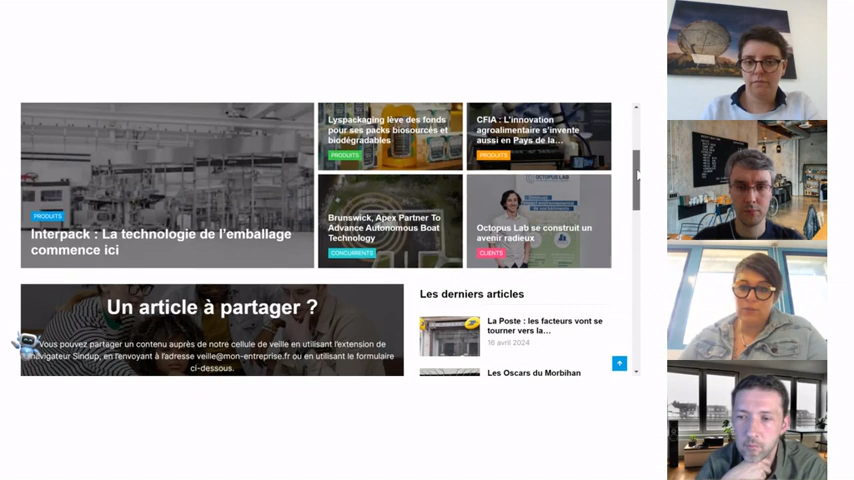 Lyspackaging lève des fonds
pour ses packs biosourcés et
biodégradables
PRODUITS
CFIA : L'innovation
agroalimentaire s'invente
aussi en Pays de la…
PRODUITS
PRODUITS
Interpack : La technologie de l'emballage
commence ici
Brunswick, Apex Partner To
Advance Autonomous Boat
Technology
CONCURRENTS
OCTOPUS LAB
Octopus Lab se construit un
avenir radieux
CLIENTS
Un article à partager ?
Vous pouvez partager un contenu auprès de notre cellule de veille en utilisant l'extension de
navigateur Sindup, en l'envoyant à l'adresse veille@mon-entreprise.fr ou en utilisant le formulaire
ci-dessous.
Les derniers articles
La Poste : les facteurs vont se
tourner vers la…
16 avril 2024
Les Oscars du Morbihan